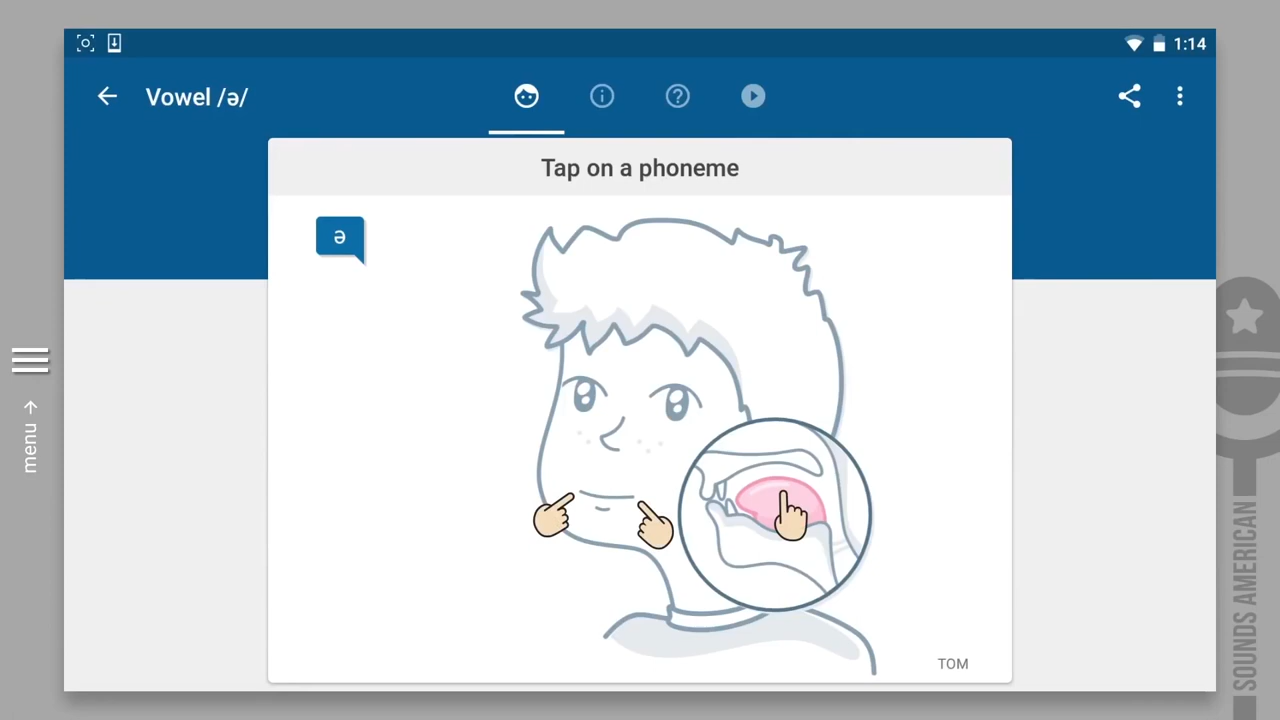 1:14
Vowel /ə/
Tap on a phoneme
ə
menu
TOM
SOUNDS AMERICAN